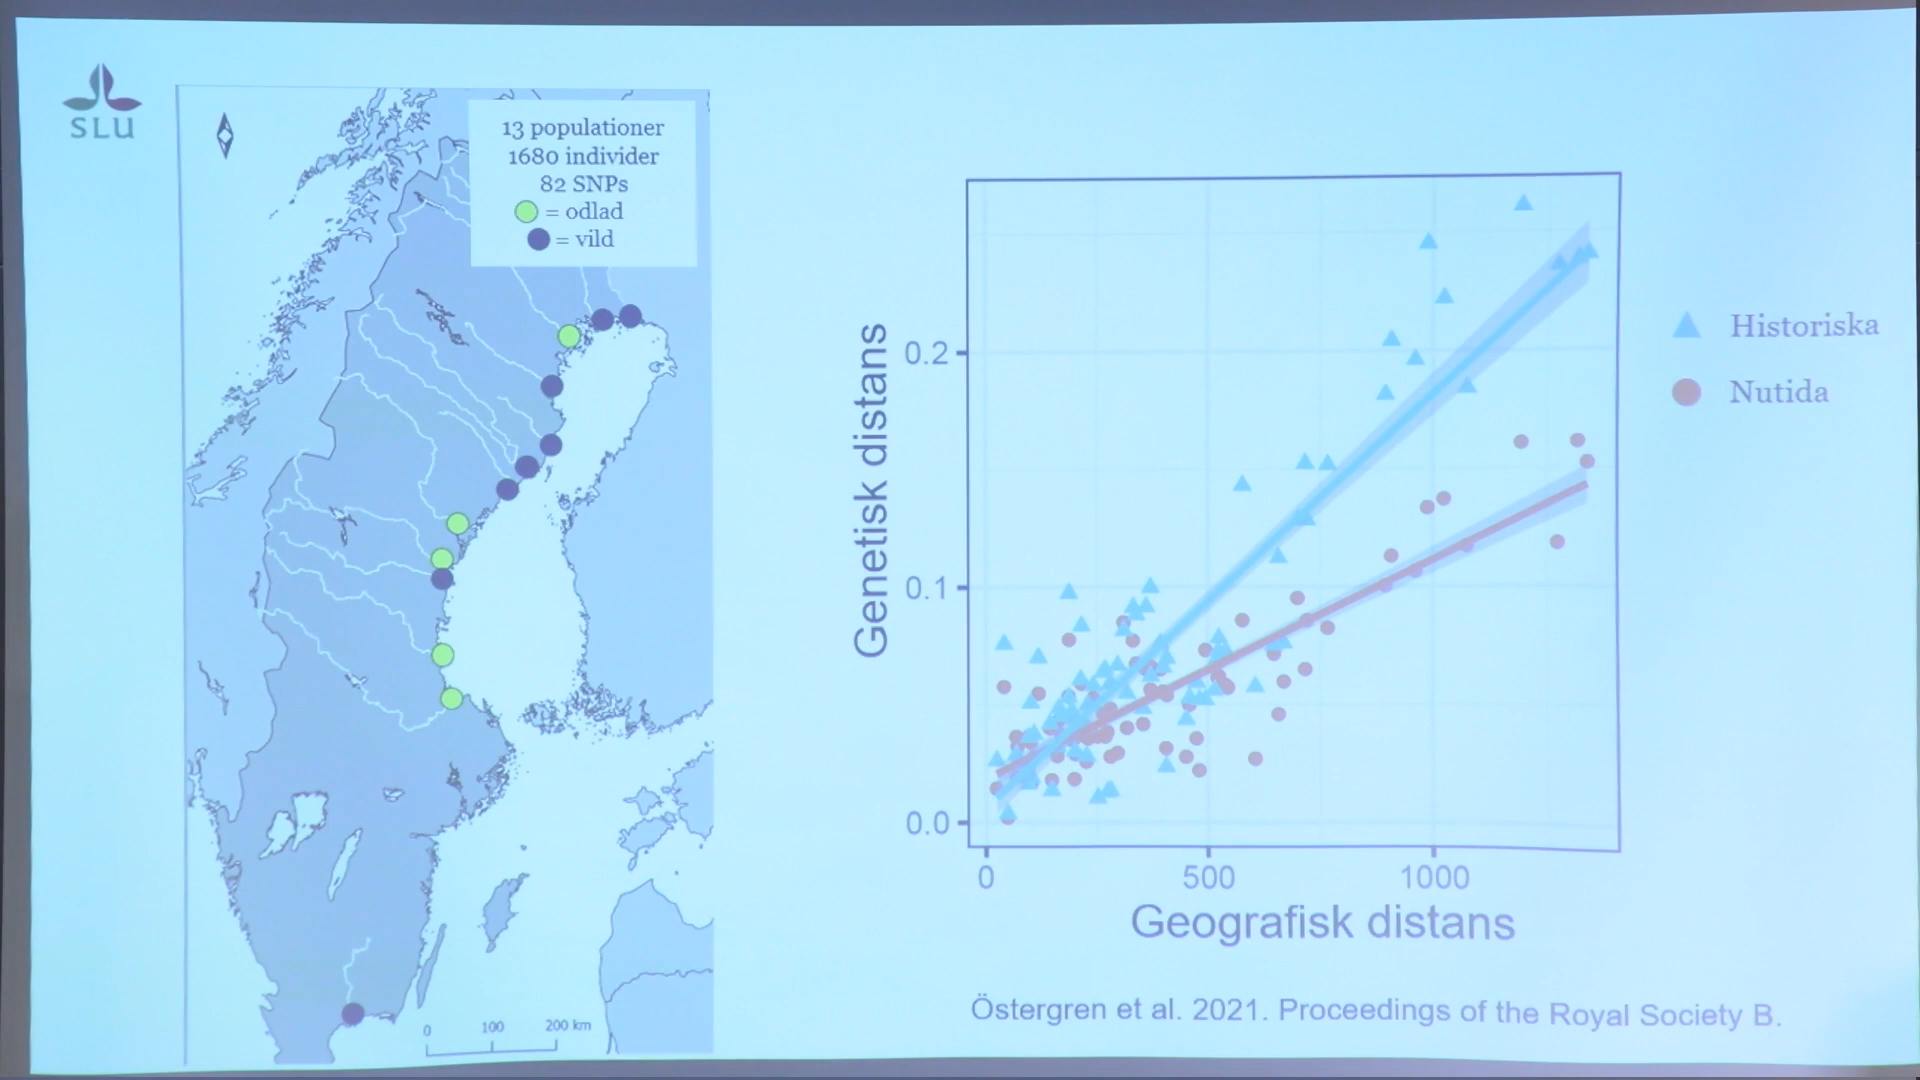 SLU
13 populationer
1680 individer
82 SNPs
= odlad
= vild
0 100 200 km
Genetisk distans
0.2
0.1
0.0
0 500 1000
Geografisk distans
Historiska
Nutida
Östergren et al. 2021. Proceedings of the Royal Society B.